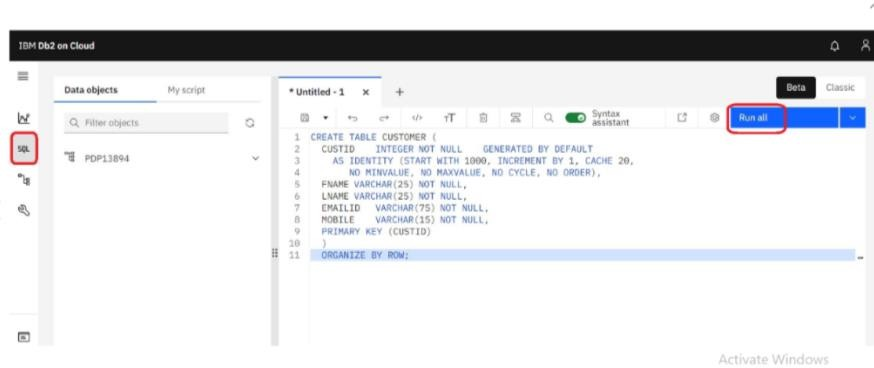 IBM Db2 on Cloud
Data objects
My script
* Untitled - 1
x
+
Beta
Classic
Filter objects
Syntax
assistant
Run all
SQL
PDP13894
1 CREATE TABLE CUSTOMER (
2 CUSTID INTEGER NOT NULL GENERATED BY DEFAULT
3 AS IDENTITY (START WITH 1000, INCREMENT BY 1, CACHE 20,
4 NO MINVALUE, NO MAXVALUE, NO CYCLE, NO ORDER),
5 FNAME VARCHAR(25) NOT NULL,
6 LNAME VARCHAR(25) NOT NULL,
7 EMAILID VARCHAR(75) NOT NULL,
8 MOBILE VARCHAR(15) NOT NULL,
9 PRIMARY KEY (CUSTID)
10 )
11 ORGANIZE BY ROW;
Activate Windows